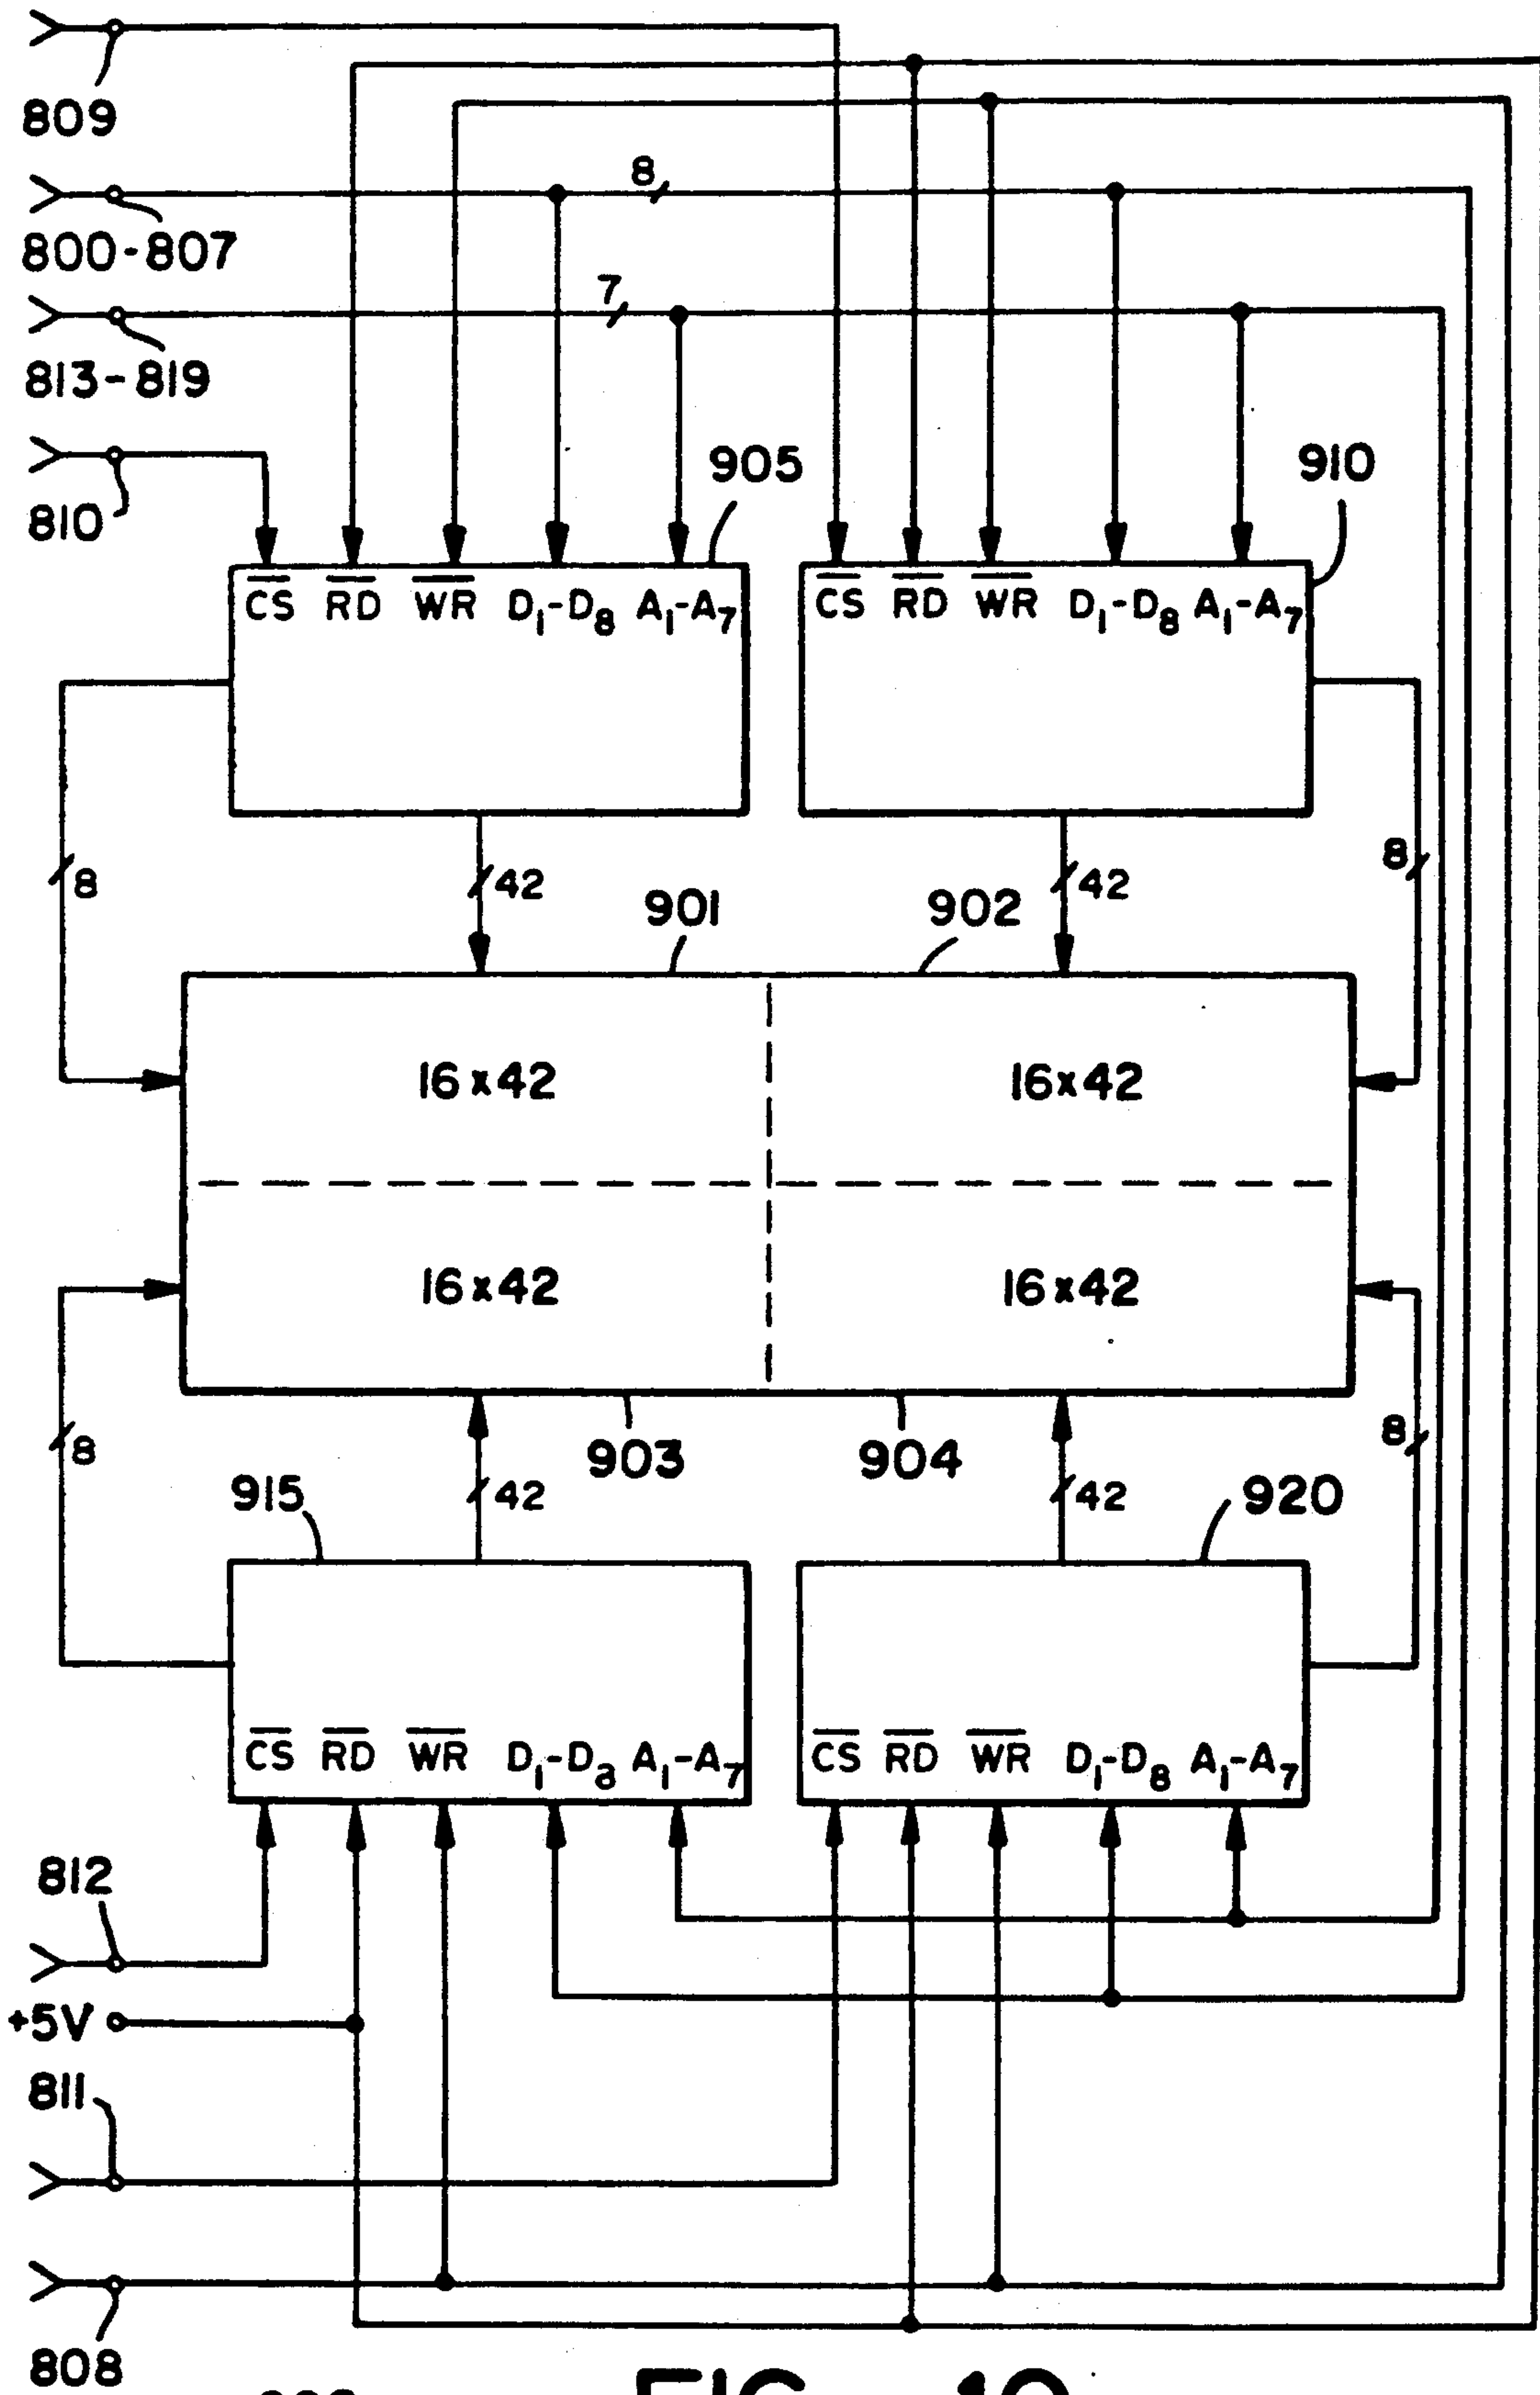 809
8
800-807
7
813-819
905
910
810
CS RD WR D1-D8 A1-A7
CS RD WR D1-D8 A1-A7
8
42
42
8
901
902
16x42
16x42
16x42
16x42
8
903
904
8
915
42
42
920
CS RD WR D1-D8 A1-A7
CS RD WR D1-D8 A1-A7
812
+5V
811
808